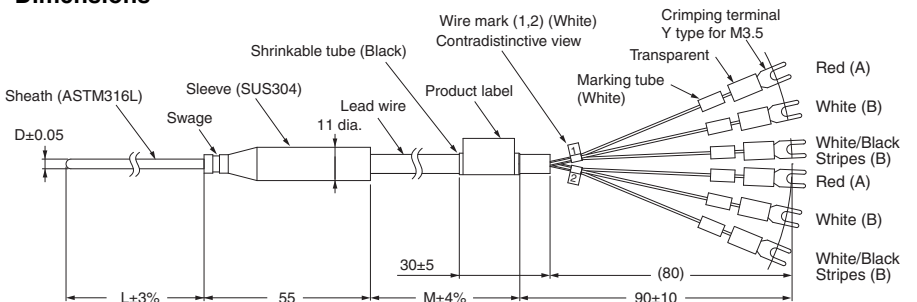 Dimensions
Wire mark (1,2) (White)
Contradistinctive view
Crimping terminal
Y type for M3.5
Shrinkable tube (Black)
Transparent
Red (A)
Sleeve (SUS304)
Product label
Marking tube
(White)
Sheath (ASTM316L)
Lead wire
White (B)
Swage
11 dia.
D±0.05
1
White/Black
Stripes (B)
2
Red (A)
White (B)
White/Black
Stripes (B)
30±5
(80)
L±3%
55
M±4%
90±10